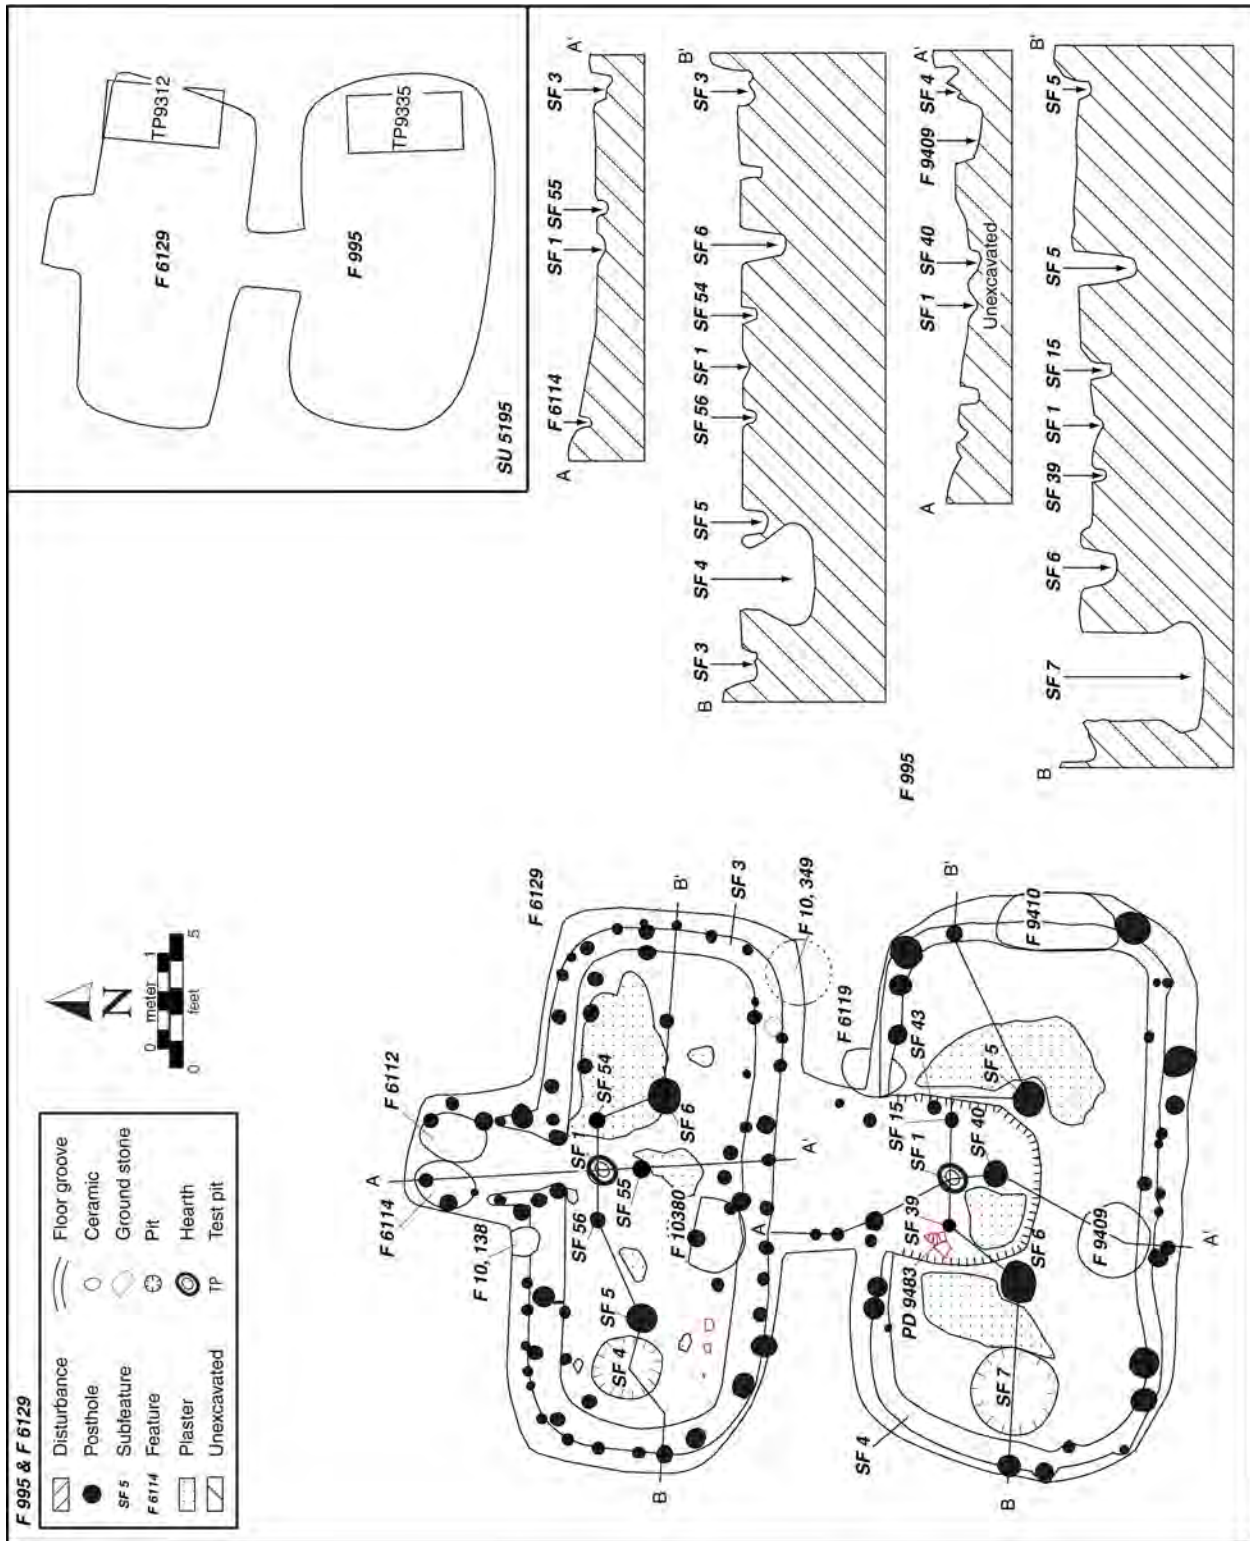 F 995 & F 6129
Disturbance
Posthole
SF 5
Subfeature
F 6114
Feature
Plaster
Unexcavated
Floor groove
Ceramic
Ground stone
Pit
Hearth
TP
Test pit
N
0 meter 1
0 feet .5
F 6129
TP9312
F 995
TP9335
SU 5195
A
A'
F 6114
SF 1
SF 55
SF 3
B
B'
SF 3
SF 4
SF 5
SF 56
SF 1
SF 54
SF 6
SF 3
F 995
A
A'
SF 1
SF 40
F 9409
SF 4
Unexcavated
B
B'
SF 7
SF 6
SF 39
SF 1
SF 15
SF 5
SF 5
A
F 6112
F 6114
F 10, 138
F 6129
SF 1
SF 54
SF 56
SF 55
SF 6
SF 5
SF 4
F 10380
B
B'
SF 3
A'
F 10, 349
F 6119
A
SF 43
SF 15
SF 1
SF 40
SF 39
PD 9483
SF 5
SF 6
SF 7
SF 4
F 9410
F 9409
B
B'
A'